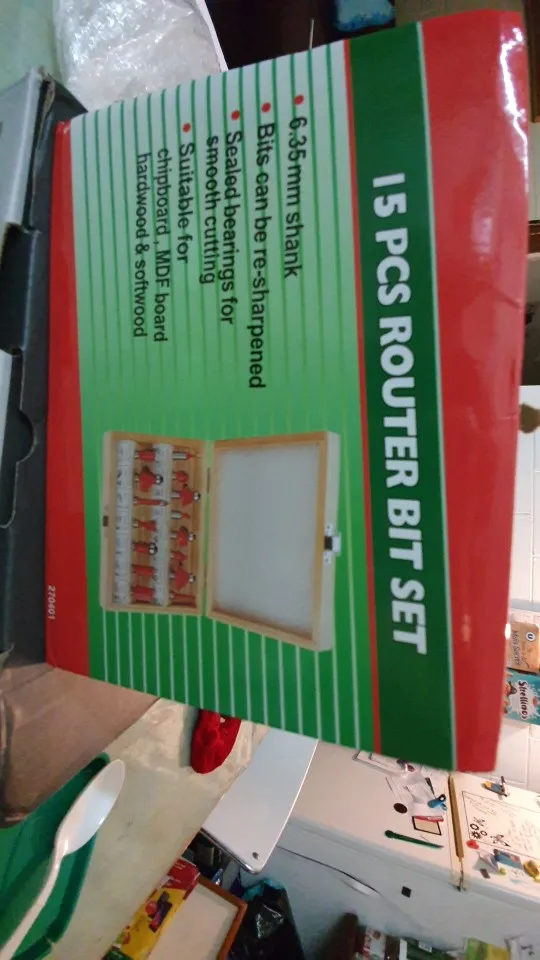 15 PCS ROUTER BIT SET
• 6.35mm shank
• Bits can be re-sharpened
• Sealed bearings for
smooth cutting
• Suitable for
chipboard , MDF board
hardwood & softwood
270401
Strellinos